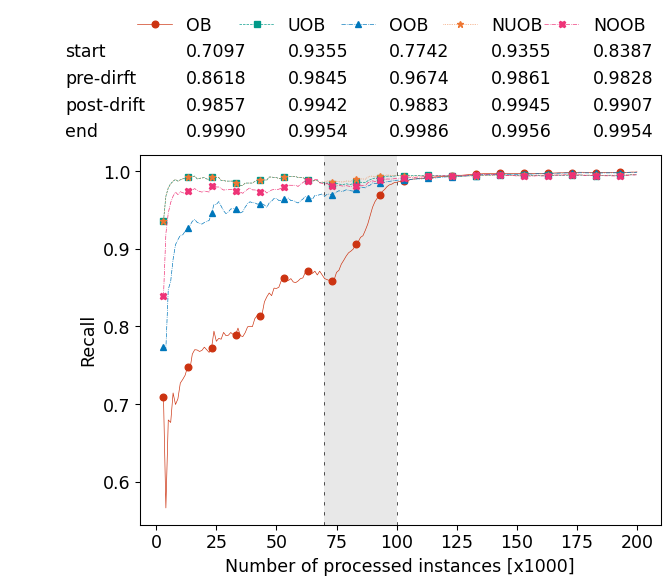 OB UOB OOB NUOB NOOB
start 0.7097 0.9355 0.7742 0.9355 0.8387
pre-dirft 0.8618 0.9845 0.9674 0.9861 0.9828
post-drift 0.9857 0.9942 0.9883 0.9945 0.9907
end 0.9990 0.9954 0.9986 0.9956 0.9954
1.0
0.9
0.8
0.7
0.6
Recall
0 25 50 75 100 125 150 175 200
Number of processed instances [x1000]